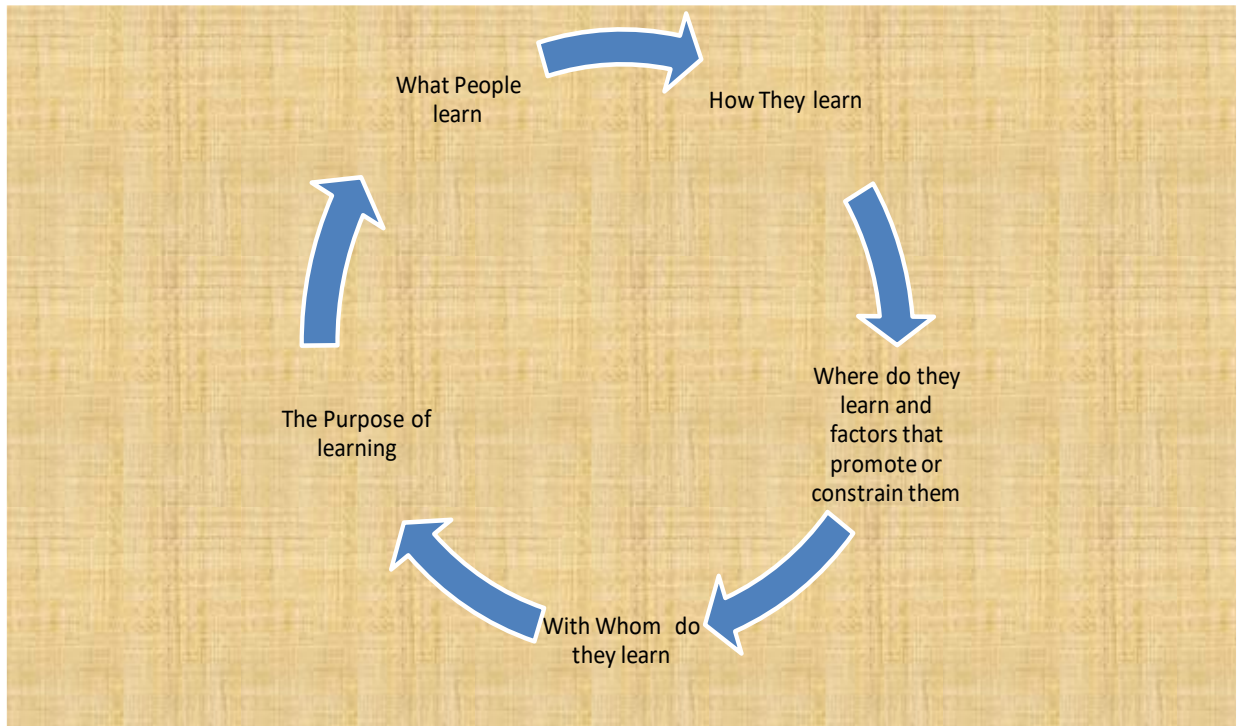 What People
learn
How They learn
Where do they
learn and
factors that
promote or
constrain them
With Whom do
they learn
The Purpose of
learning